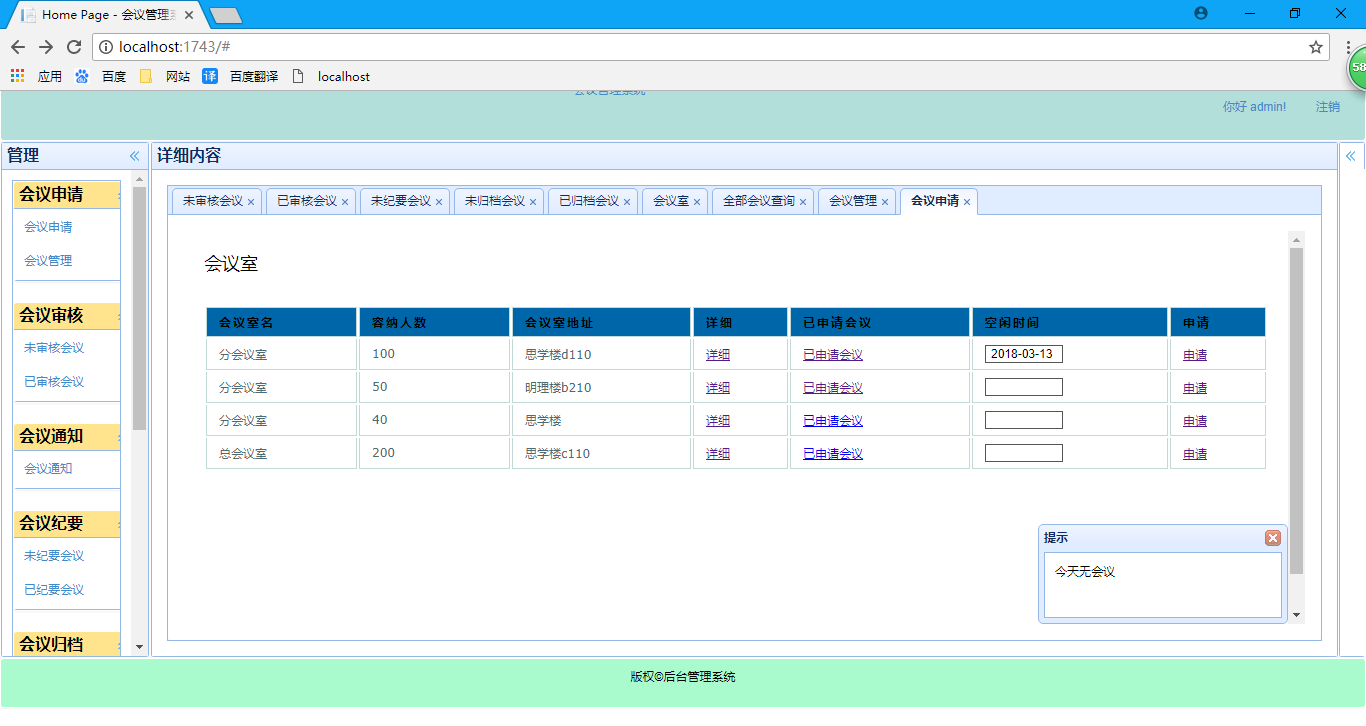 Home Page - 会议管理系
localhost:1743/#
应用 百度 网站 译 百度翻译 localhost
58
会议管理系统
你好 admin! 注销
管理
详细内容
会议申请
会议申请
会议管理
会议审核
未审核会议
已审核会议
会议通知
会议通知
会议纪要
未纪要会议
已纪要会议
会议归档
未审核会议 已审核会议 未纪要会议 未归档会议 已归档会议 会议室 全部会议查询 会议管理 会议申请
会议室
会议室名 容纳人数 会议室地址 详细 已申请会议 空闲时间 申请
分会议室 100 思学楼d110 详细 已申请会议 2018-03-13 申请
分会议室 50 明理楼b210 详细 已申请会议 申请
分会议室 40 思学楼 详细 已申请会议 申请
总会议室 200 思学楼c110 详细 已申请会议 申请
提示
今天无会议
版权©后台管理系统